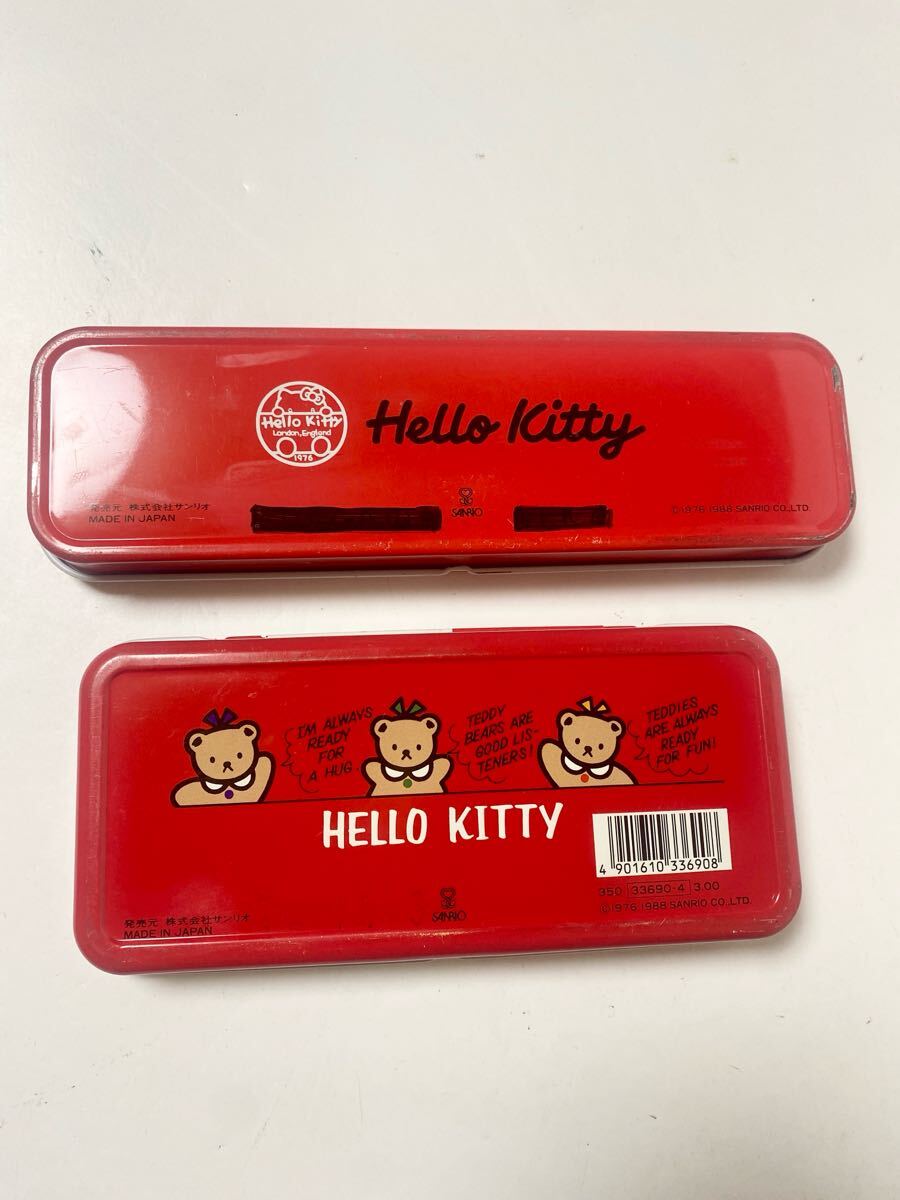 Hello Kitty
London, England
1976
Hello Kitty
発売元 株式会社サンリオ
MADE IN JAPAN
SANRIO
© 1976 1988 SANRIO CO., LTD.
I'M ALWAYS
READY
FOR
A HUG
TEDDY
BEARS ARE
GOOD LIS-
TENERS!
TEDDIES
ARE ALWAYS
READY
FOR FUN!
HELLO KITTY
4 901610 336908
350 33690-4 3.00
© 1976 1988 SANRIO CO., LTD.
SANRIO
発売元 株式会社サンリオ
MADE IN JAPAN